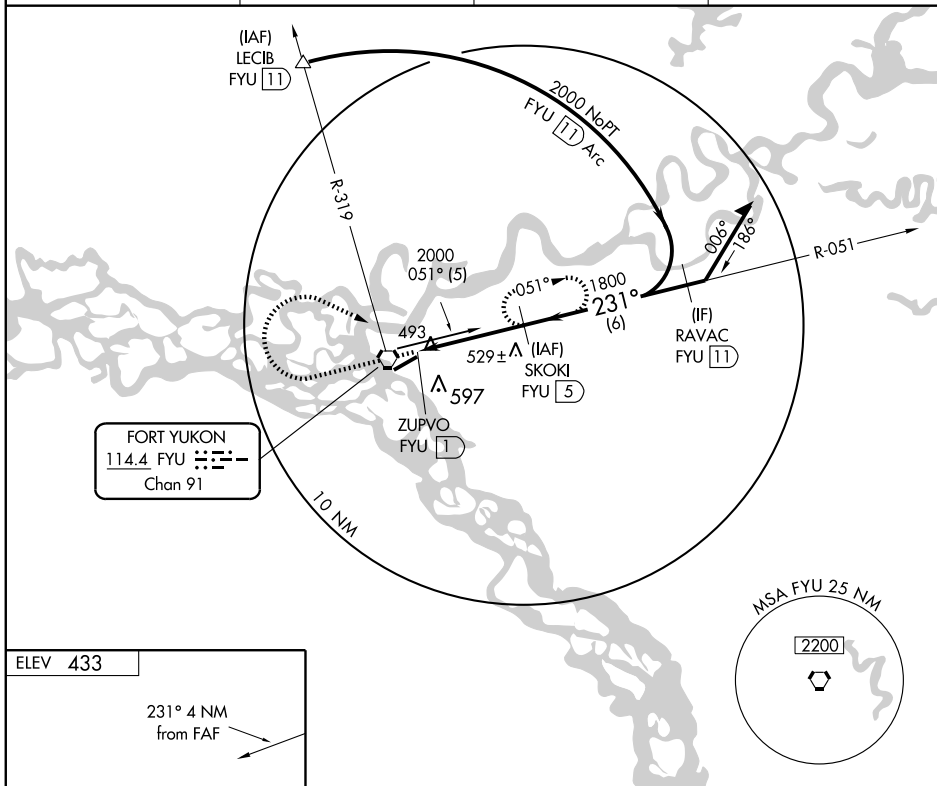 (IAF)
LECIB
FYU 11
2000 NoPT
FYU 11 Arc
R-319
006°
186°
R-051
2000
051° (5)
051°
1800
231°
(6)
(IF)
RAVAC
FYU 11
493
529±
(IAF)
SKOKI
FYU 5
597
ZUPVO
FYU 1
FORT YUKON
114.4 FYU
Chan 91
10 NM
MSA FYU 25 NM
2200
ELEV 433
231° 4 NM
from FAF